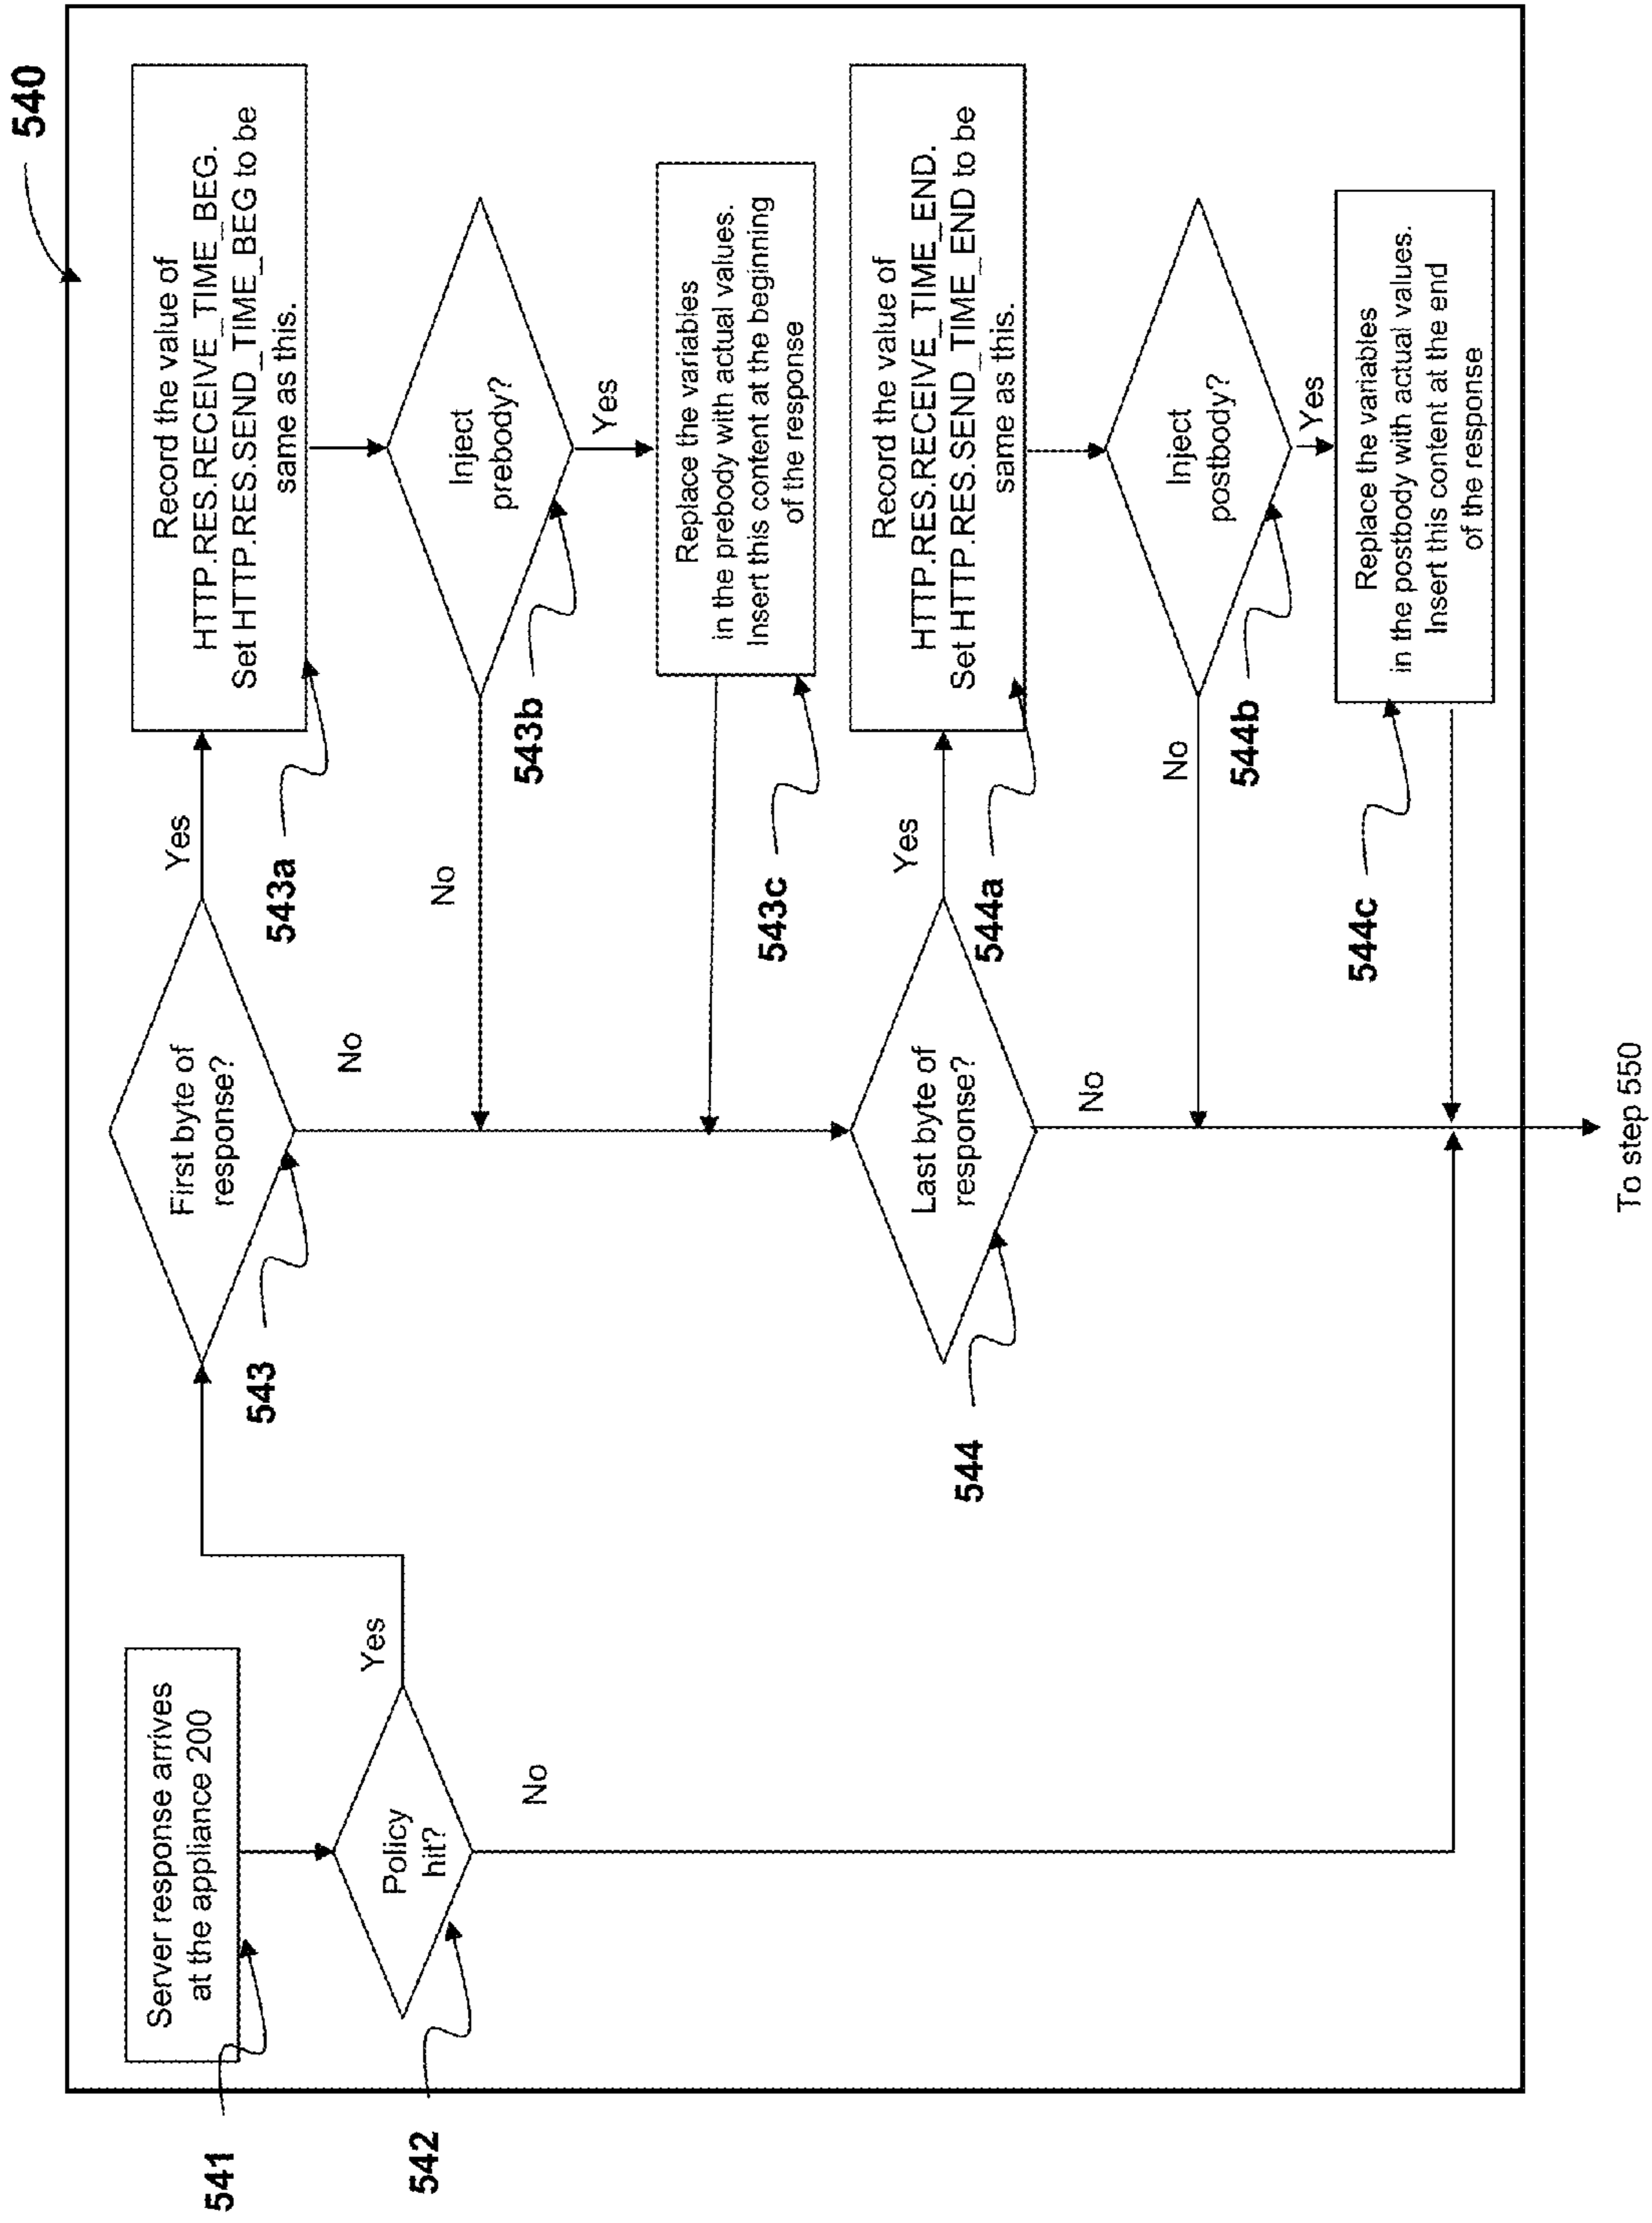 540
Server response arrives
at the appliance 200
541
Policy
hit?
542
Yes
No
First byte of
response?
543
Yes
No
Record the value of
HTTP.RES.RECEIVE_TIME_BEG.
Set HTTP.RES.SEND_TIME_BEG to be
same as this.
543a
Inject
prebody?
543b
No
Yes
Replace the variables
in the prebody with actual values.
Insert this content at the beginning
of the response
543c
Last byte of
response?
544
Yes
No
Record the value of
HTTP.RES.RECEIVE_TIME_END.
Set HTTP.RES.SEND_TIME_END to be
same as this.
544a
Inject
postbody?
544b
No
Yes
Replace the variables
in the postbody with actual values.
Insert this content at the end
of the response
544c
To step 550